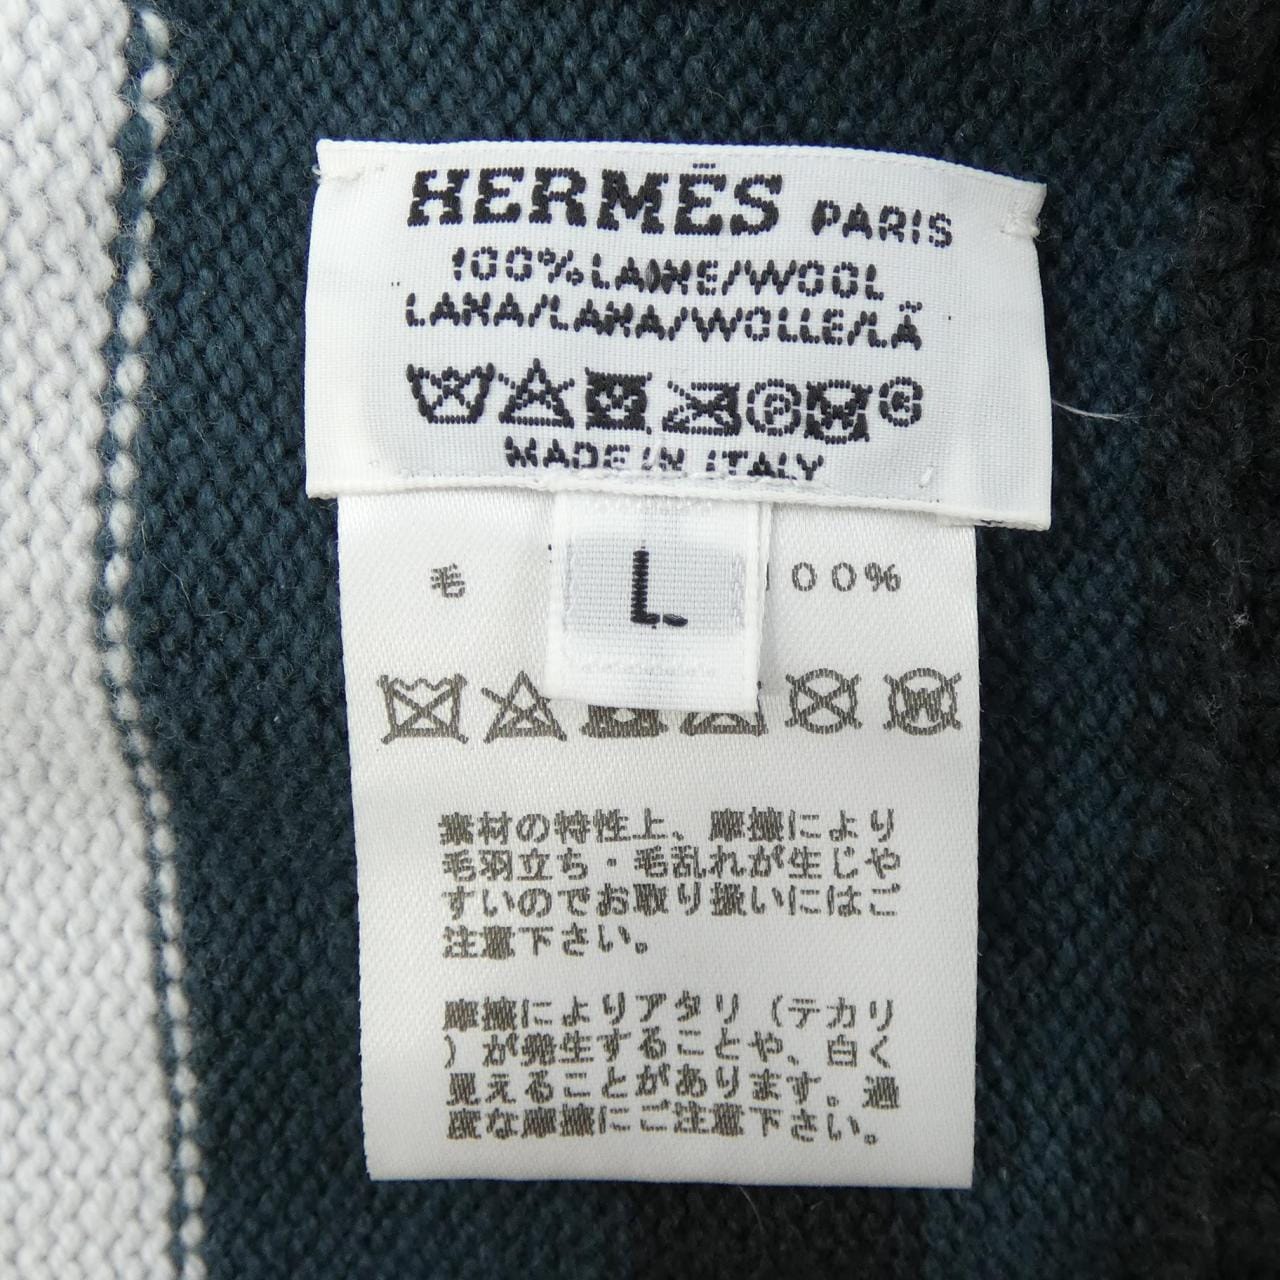 HERMÈS PARIS
100% LAINE/WOOL
LANA/LANA/WOLLE/LÃ
P W ©
MADE IN ITALY
L
毛 00%
W
素材の特性上、摩擦により
毛羽立ち・毛乱れが生じや
すいのでお取り扱いにはご
注意下さい。
摩擦によりアタリ（テカリ
）が発生することや、白く
見えることがあります。過
度な摩擦にご注意下さい。